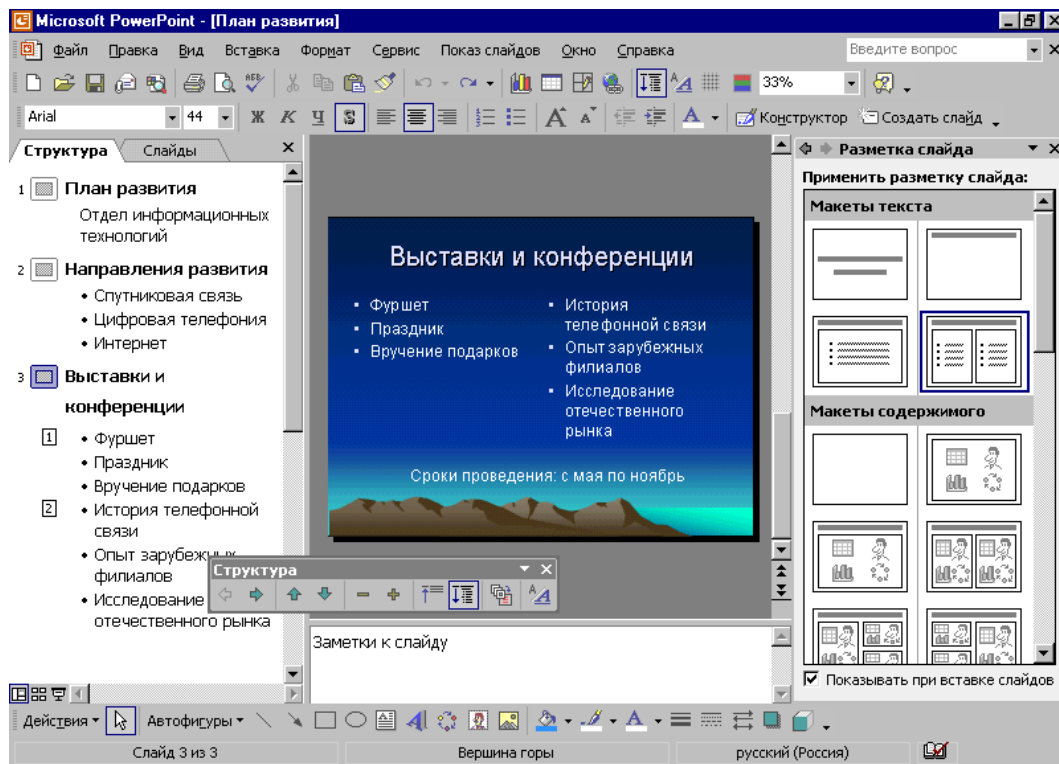 Microsoft PowerPoint - [План развития]
Файл Правка Вид Вставка Формат Сервис Показ слайдов Окно Справка Введите вопрос
33%
Arial 44 Ж К Ч S Конструктор Создать слайд
Структура Слайды
Разметка слайда
Применить разметку слайда:
Макеты текста
Макеты содержимого
Показывать при вставке слайдов
1 План развития
Отдел информационных
технологий
2 Направления развития
• Спутниковая связь
• Цифровая телефония
• Интернет
3 Выставки и
конференции
1 • Фуршет
• Праздник
• Вручение подарков
2 • История телефонной
связи
• Опыт зарубежных
филиалов
• Исследование
отечественного рынка
Выставки и конференции
▪ Фуршет
▪ Праздник
▪ Вручение подарков
▪ История
телефонной связи
▪ Опыт зарубежных
филиалов
▪ Исследование
отечественного
рынка
Сроки проведения: с мая по ноябрь
Структура
Заметки к слайду
Действия Автофигуры
Слайд 3 из 3 Вершина горы русский (Россия)